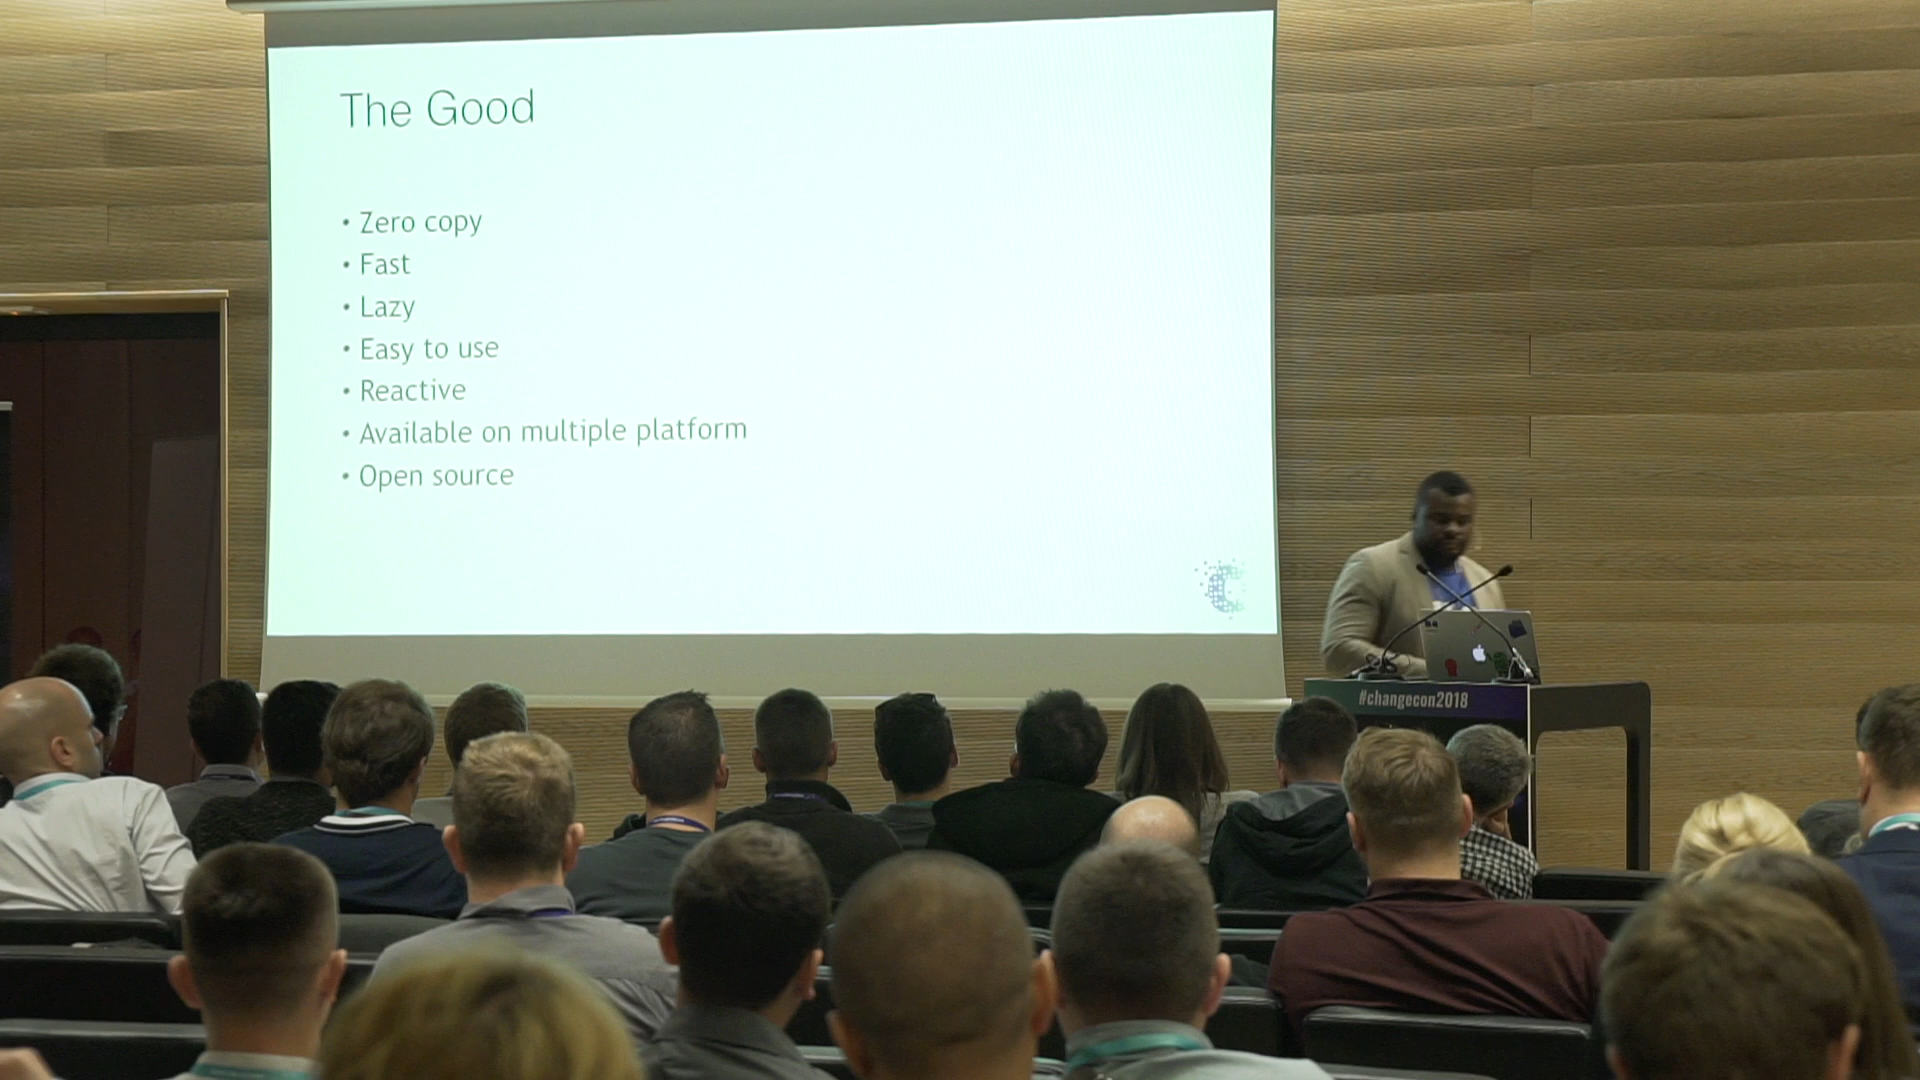 The Good
• Zero copy
• Fast
• Lazy
• Easy to use
• Reactive
• Available on multiple platform
• Open source
#changecon2018